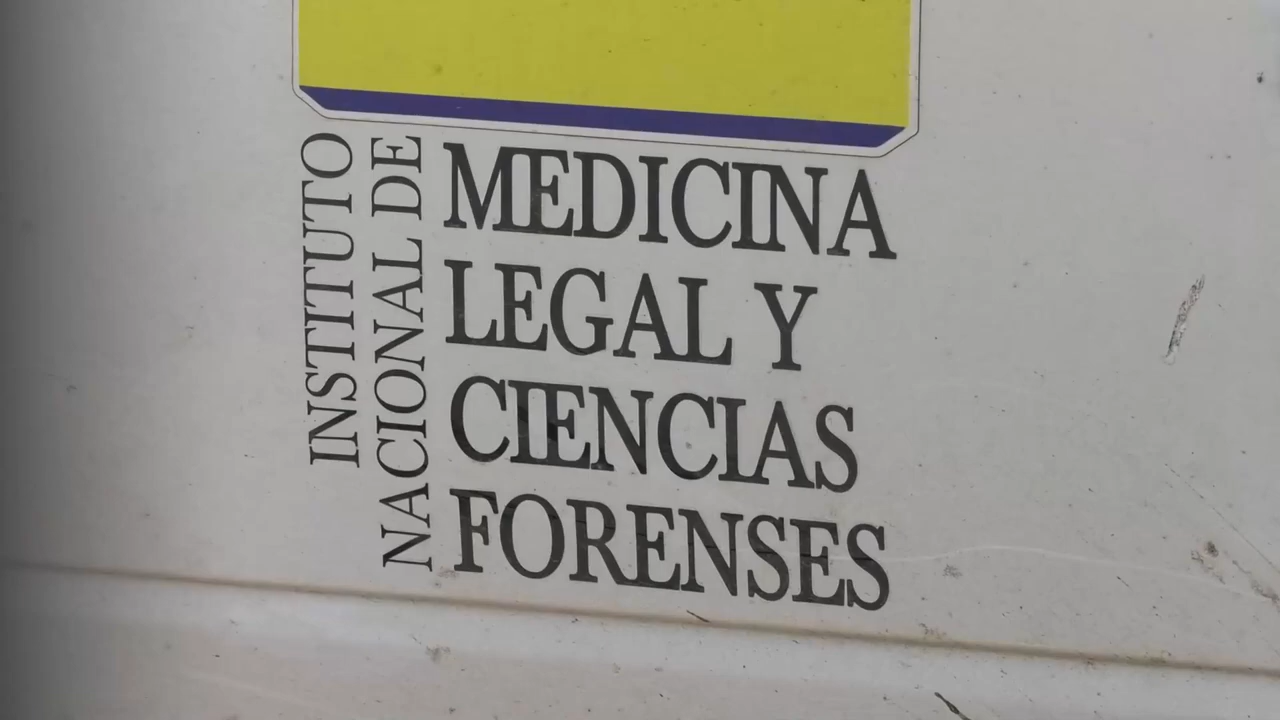 INSTITUTO
NACIONAL DE
MEDICINA
LEGAL Y
CIENCIAS
FORENSES